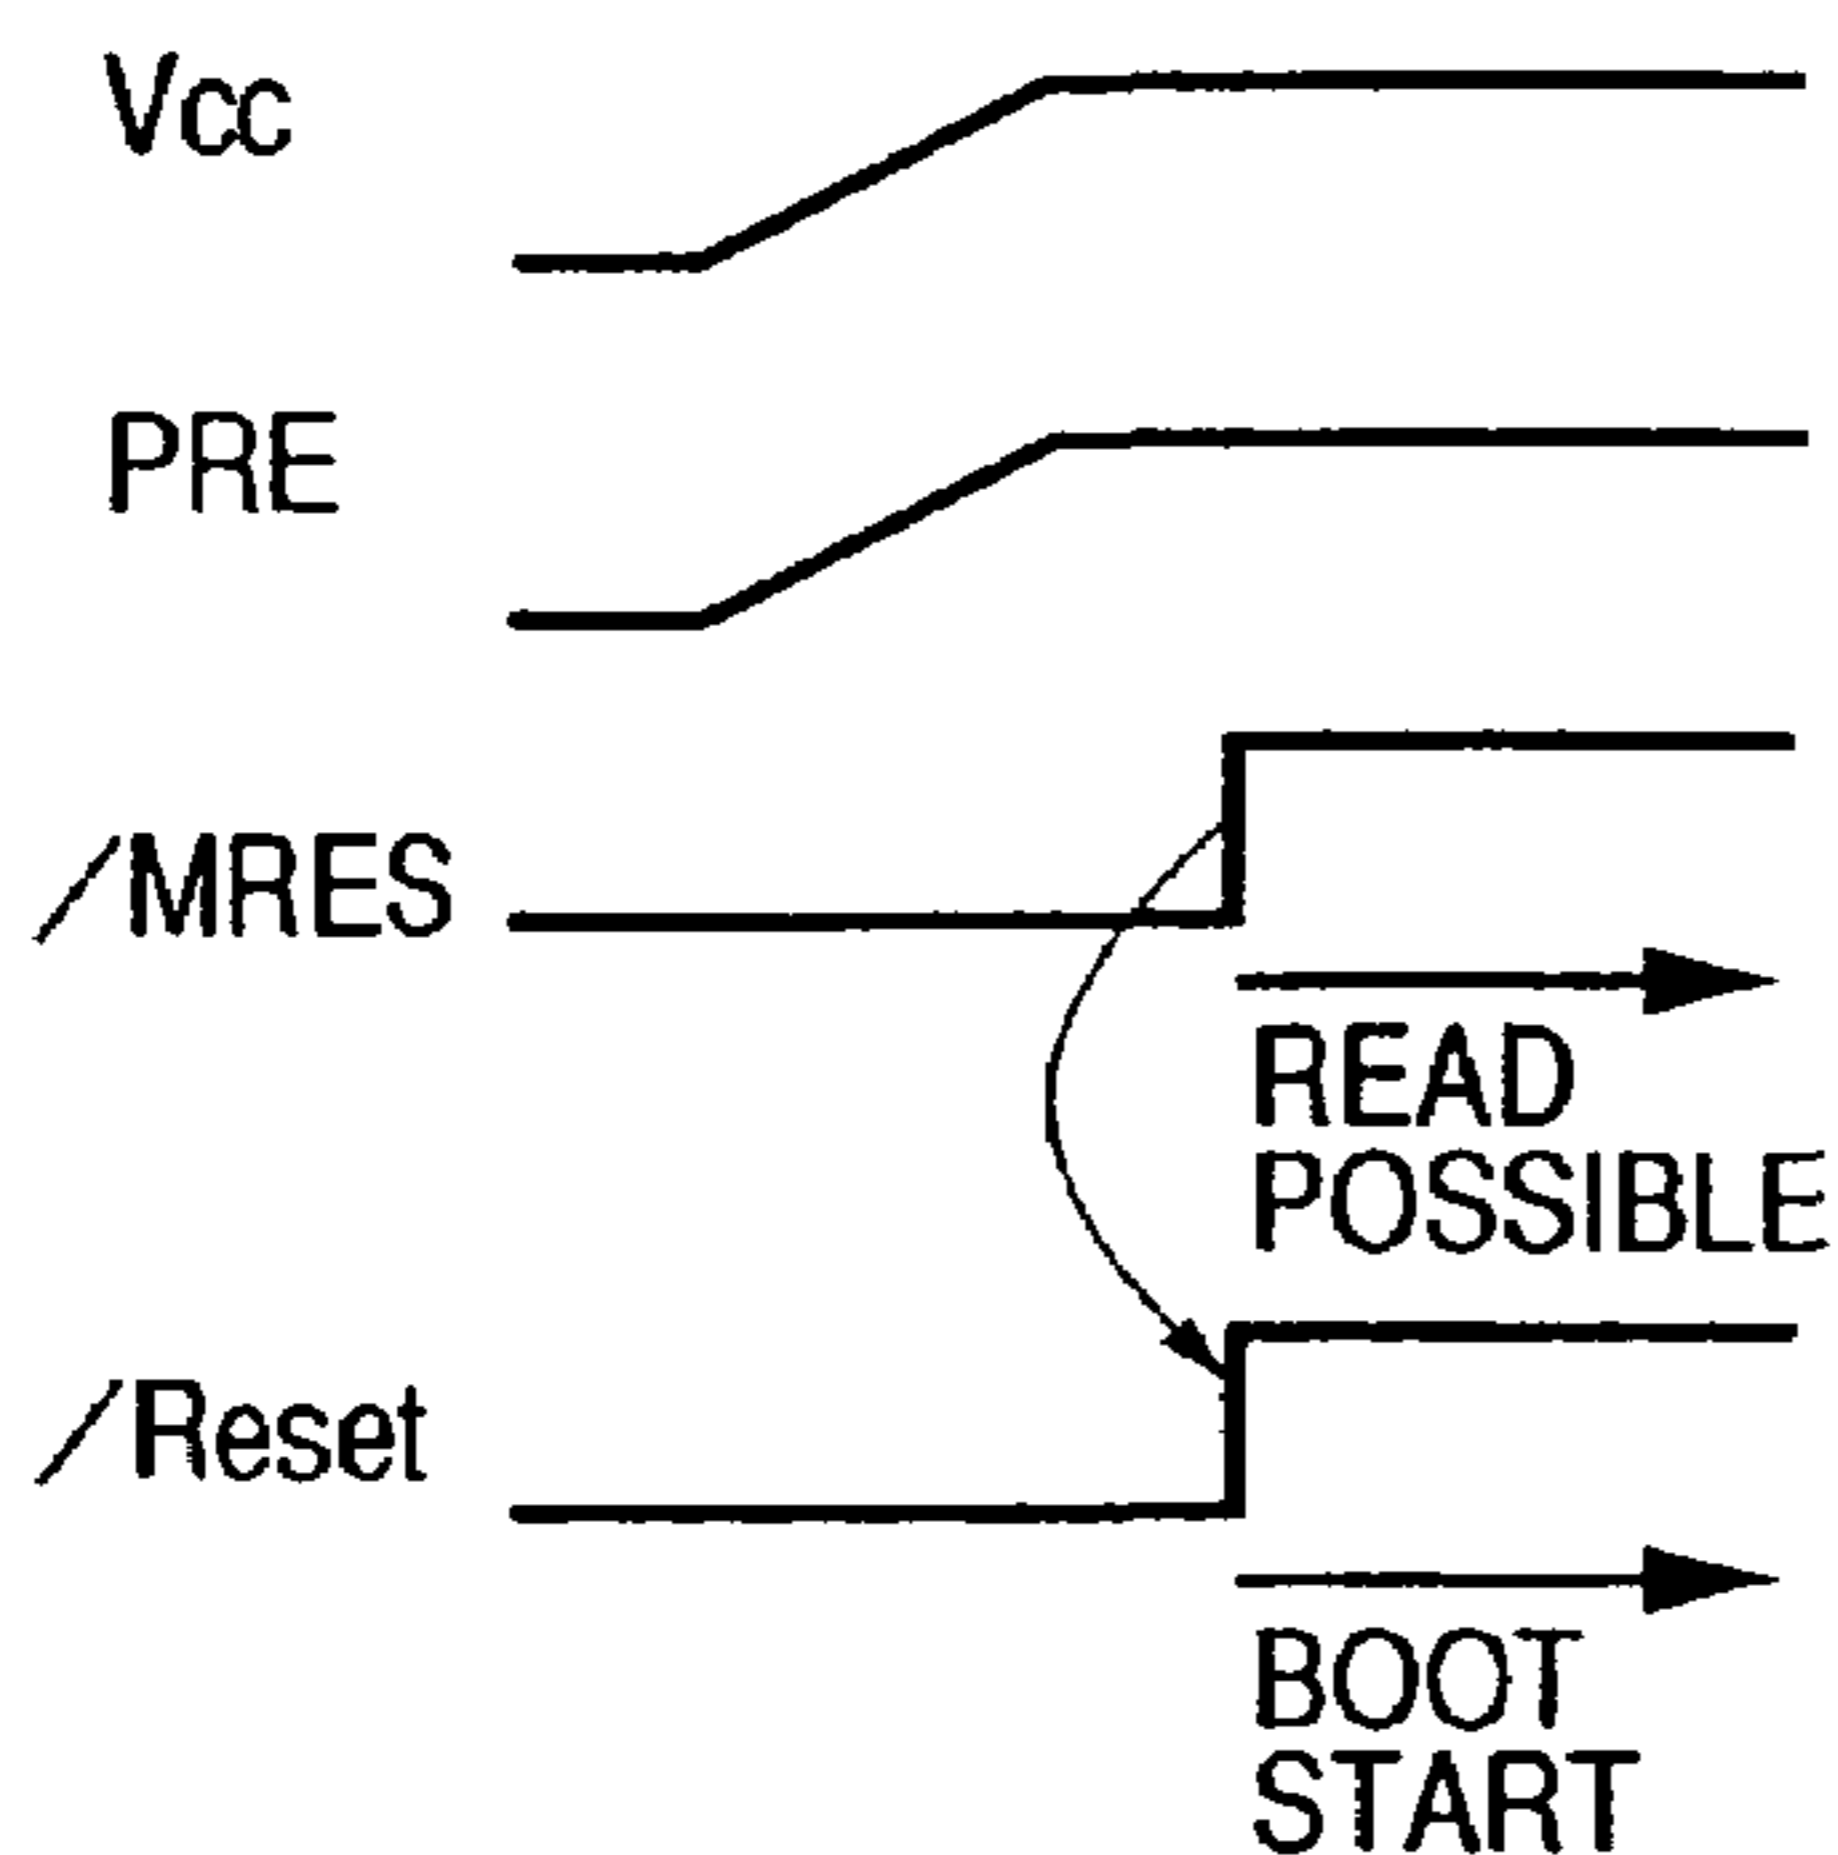 Vcc
PRE
/MRES
READ
POSSIBLE
/Reset
BOOT
START